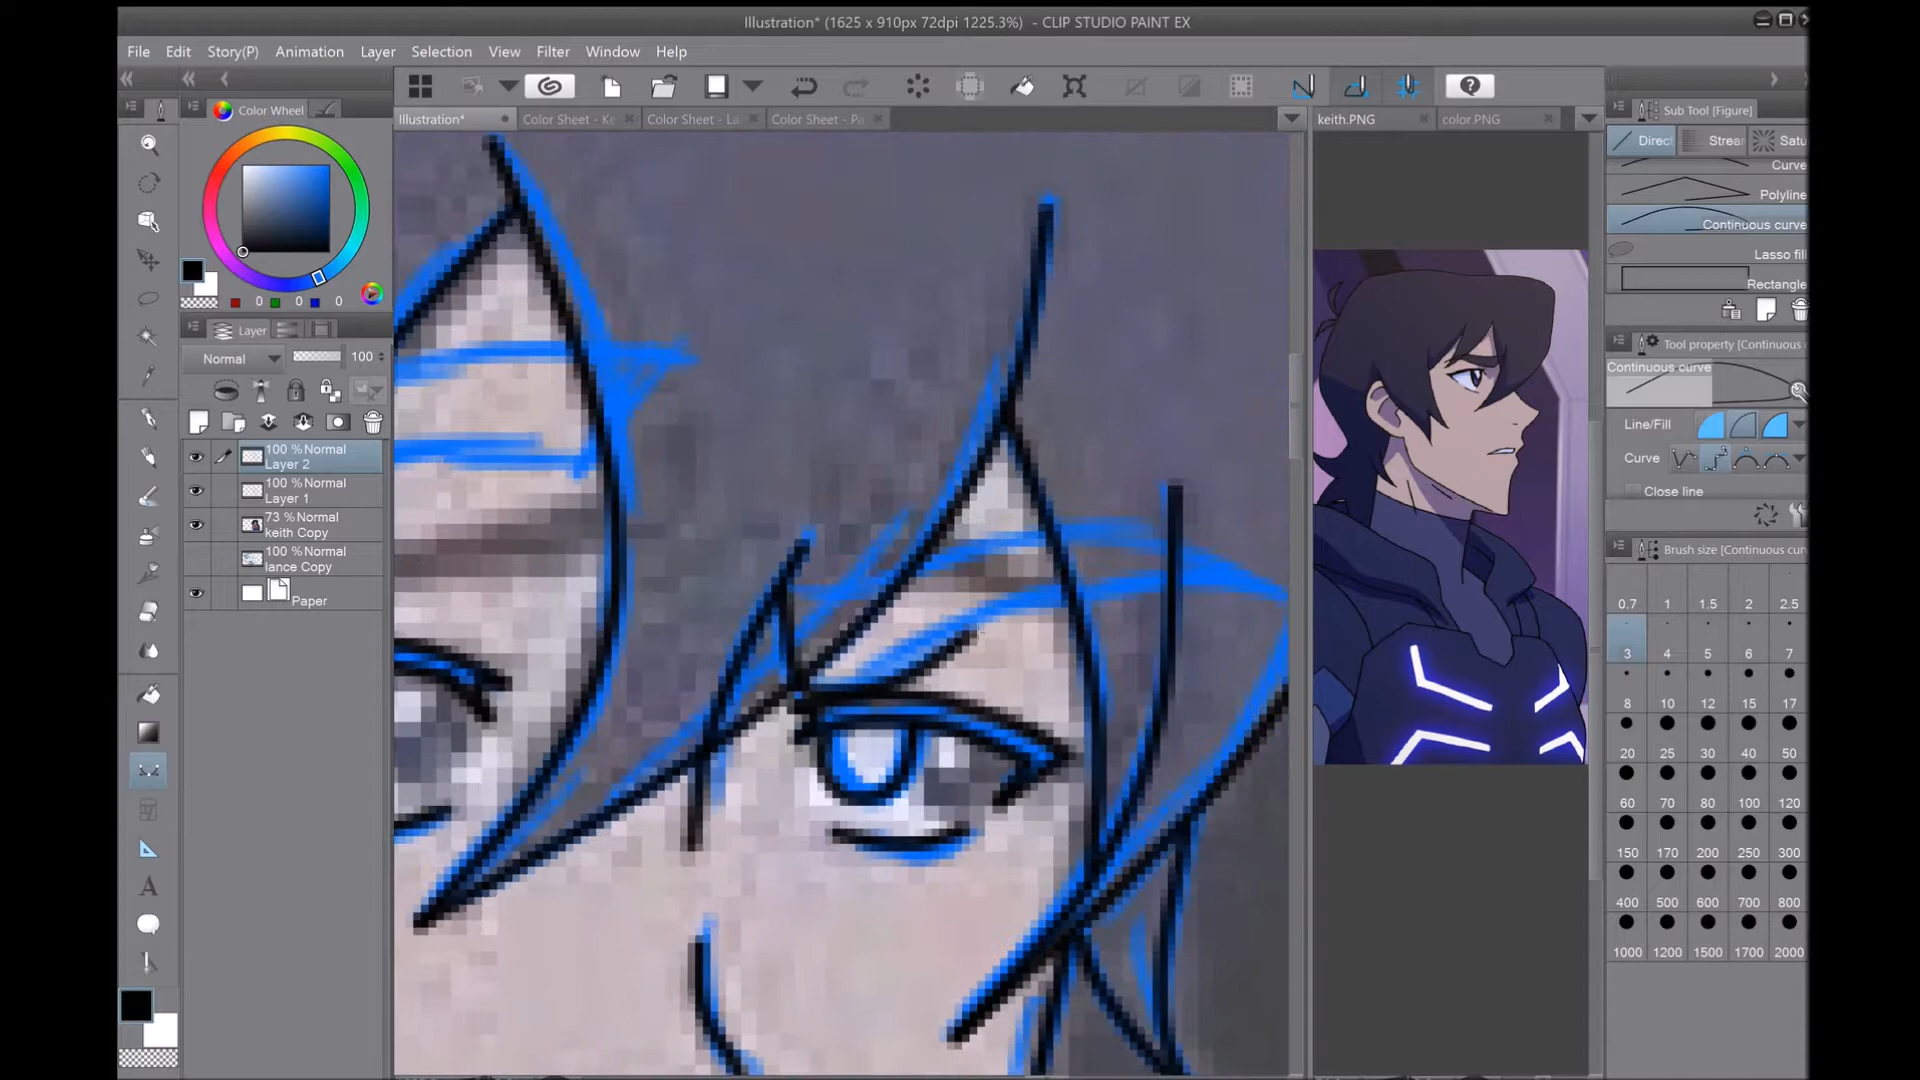 Illustration* (1625 x 910px 72dpi 1225.3%) - CLIP STUDIO PAINT EX
File Edit Story(P) Animation Layer Selection View Filter Window Help
Color Wheel
Illustration* Color Sheet - Ke Color Sheet - La Color Sheet - Pa
keith.PNG color.PNG
Sub Tool [Figure]
Direc Strea Satu
Curve
Polyline
Continuous curve
Lasso fill
Rectangle
0 0 0
Layer
Normal 100
100 %Normal
Layer 2
100 %Normal
Layer 1
73 %Normal
keith Copy
100 %Normal
lance Copy
Paper
Tool property [Continuous
Continuous curve
Line/Fill
Curve
Close line
Brush size [Continuous cur
0.7 1 1.5 2 2.5
3 4 5 6 7
8 10 12 15 17
20 25 30 40 50
60 70 80 100 120
150 170 200 250 300
400 500 600 700 800
1000 1200 1500 1700 2000
A